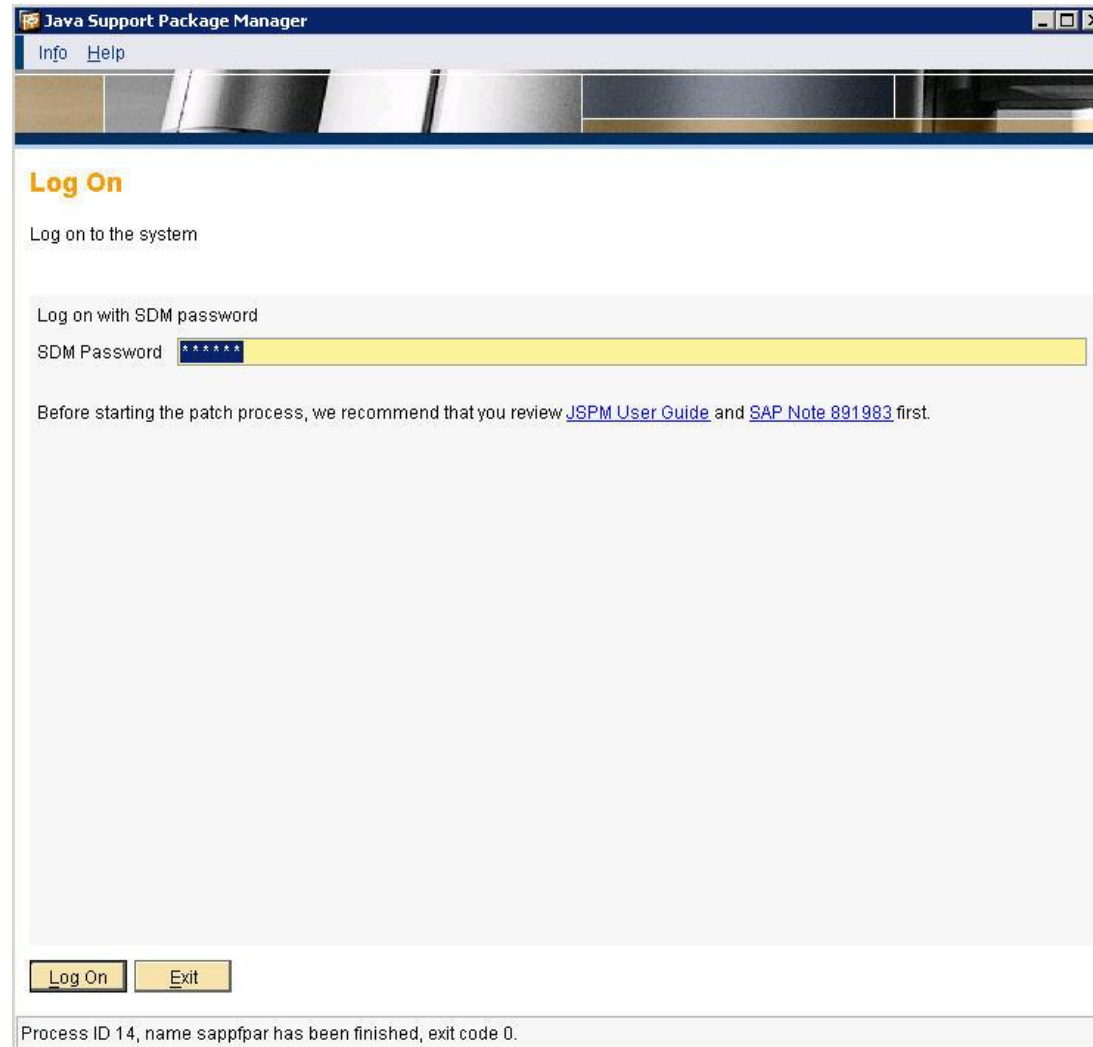 Java Support Package Manager
Info Help
Log On
Log on to the system
Log on with SDM password
SDM Password ******
Before starting the patch process, we recommend that you review JSPM User Guide and SAP Note 891983 first.
Log On Exit
Process ID 14, name sappfpar has been finished, exit code 0.